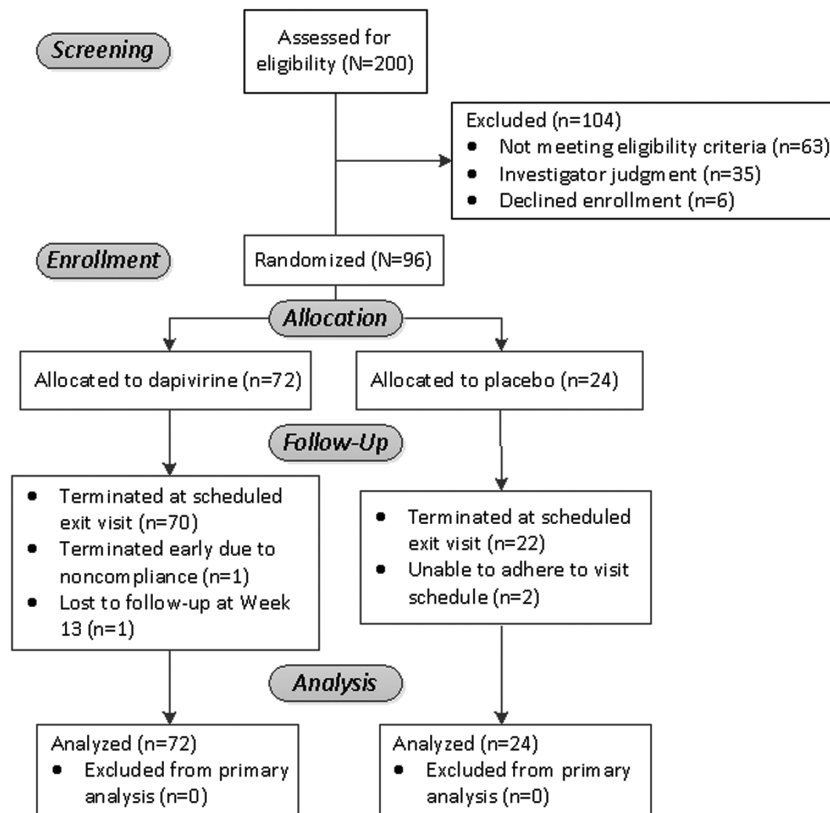 Screening
Assessed for
eligibility (N=200)
Excluded (n=104)
● Not meeting eligibility criteria (n=63)
● Investigator judgment (n=35)
● Declined enrollment (n=6)
Enrollment
Randomized (N=96)
Allocation
Allocated to dapivirine (n=72)
Allocated to placebo (n=24)
Follow-Up
● Terminated at scheduled
exit visit (n=70)
● Terminated early due to
noncompliance (n=1)
● Lost to follow-up at Week
13 (n=1)
● Terminated at scheduled
exit visit (n=22)
● Unable to adhere to visit
schedule (n=2)
Analysis
Analyzed (n=72)
● Excluded from primary
analysis (n=0)
Analyzed (n=24)
● Excluded from primary
analysis (n=0)